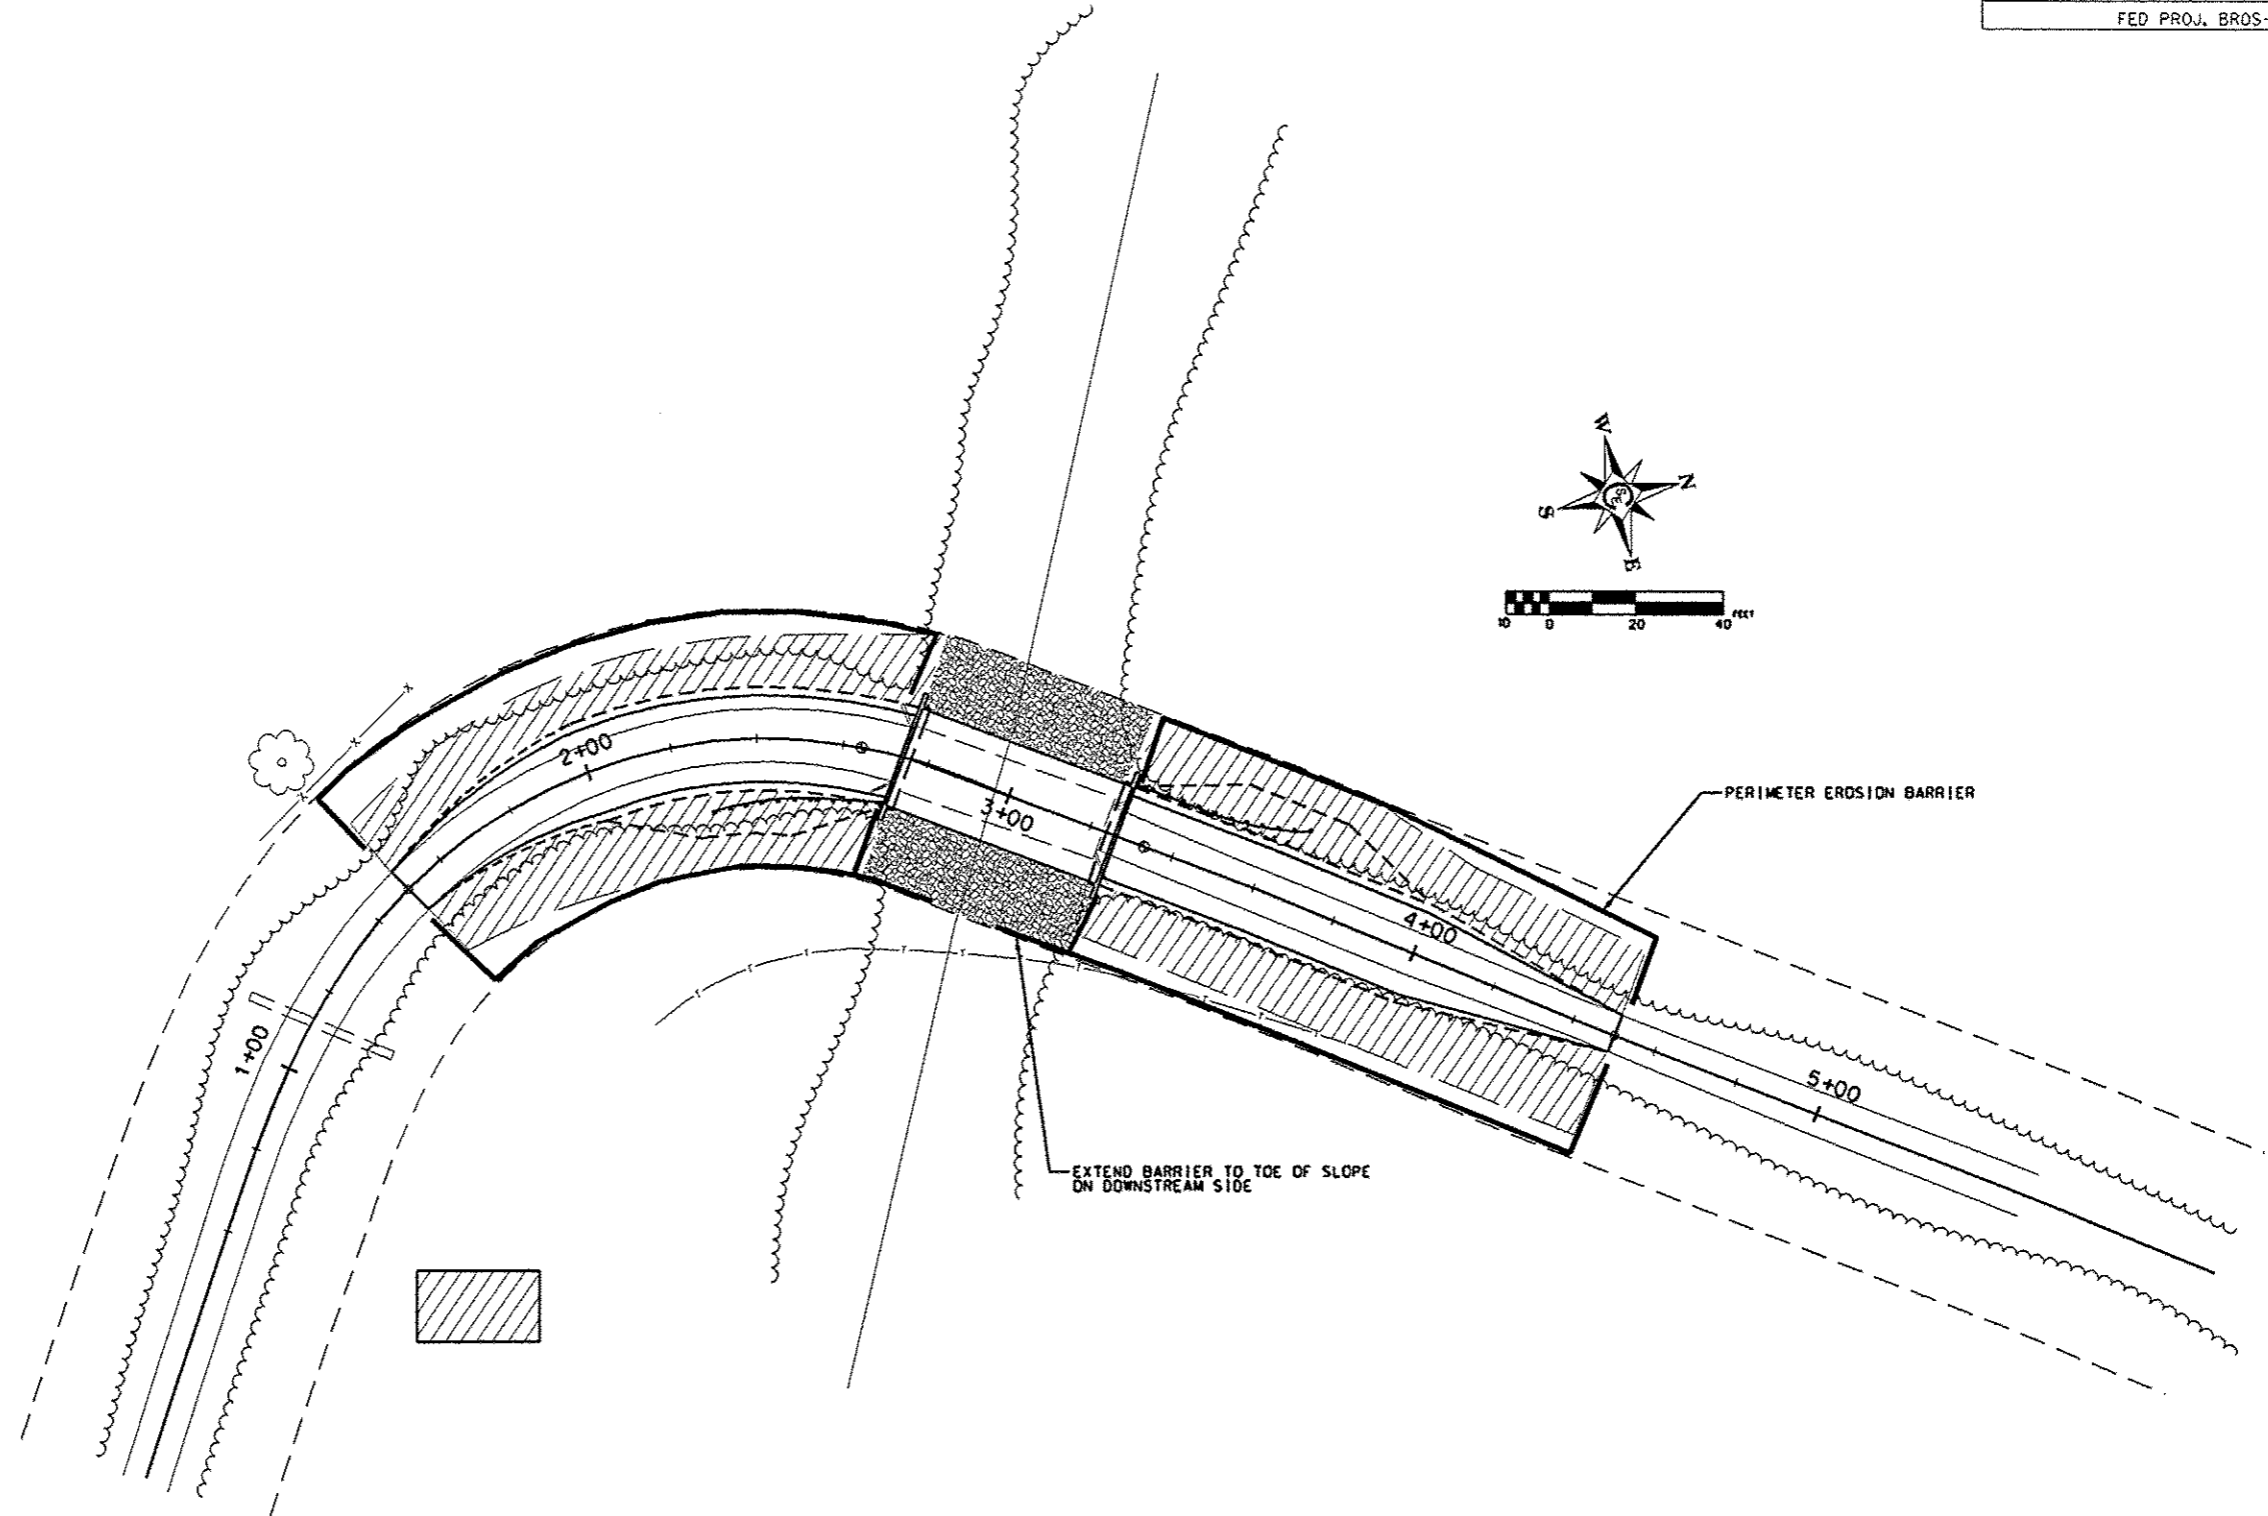 FED PROJ. BROS-
W
N
S
E
10 0 20 40 FEET
2+00
3+00
PERIMETER EROSION BARRIER
4+00
1+00
5+00
EXTEND BARRIER TO TOE OF SLOPE
ON DOWNSTREAM SIDE